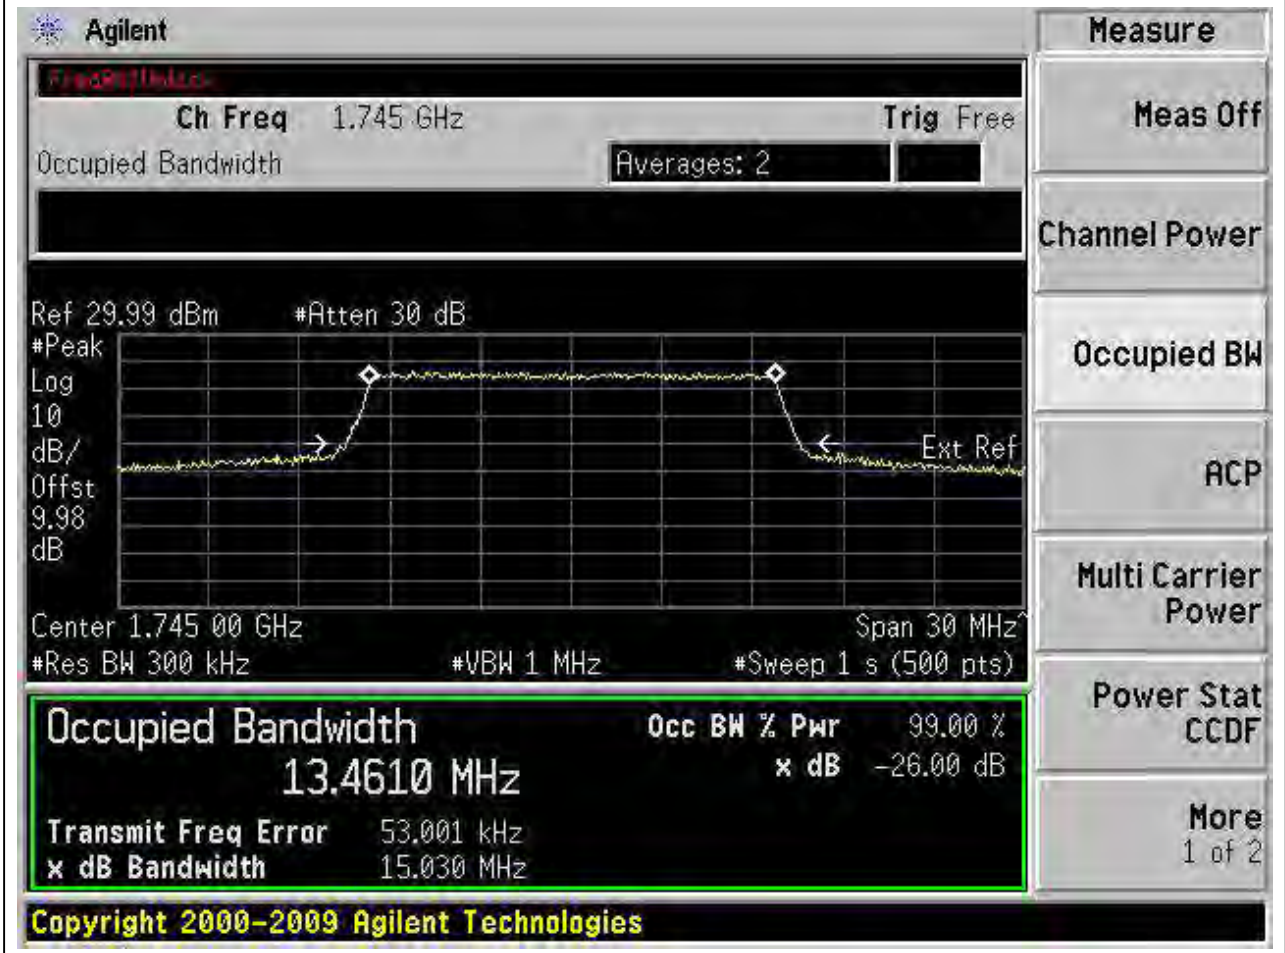 Agilent
Measure
Ch Freq 1.745 GHz Trig Free
Occupied Bandwidth Averages: 2
Ref 29.99 dBm #Atten 30 dB
#Peak
Log
10
dB/
Offst
9.98
dB
Ext Ref
Center 1.745 00 GHz Span 30 MHz^
#Res BW 300 kHz #VBW 1 MHz #Sweep 1 s (500 pts)
Occupied Bandwidth
13.4610 MHz
Occ BW % Pwr 99.00 %
x dB -26.00 dB
Transmit Freq Error 53.001 kHz
x dB Bandwidth 15.030 MHz
Meas Off
Channel Power
Occupied BW
ACP
Multi Carrier
Power
Power Stat
CCDF
More
1 of 2
Copyright 2000-2009 Agilent Technologies